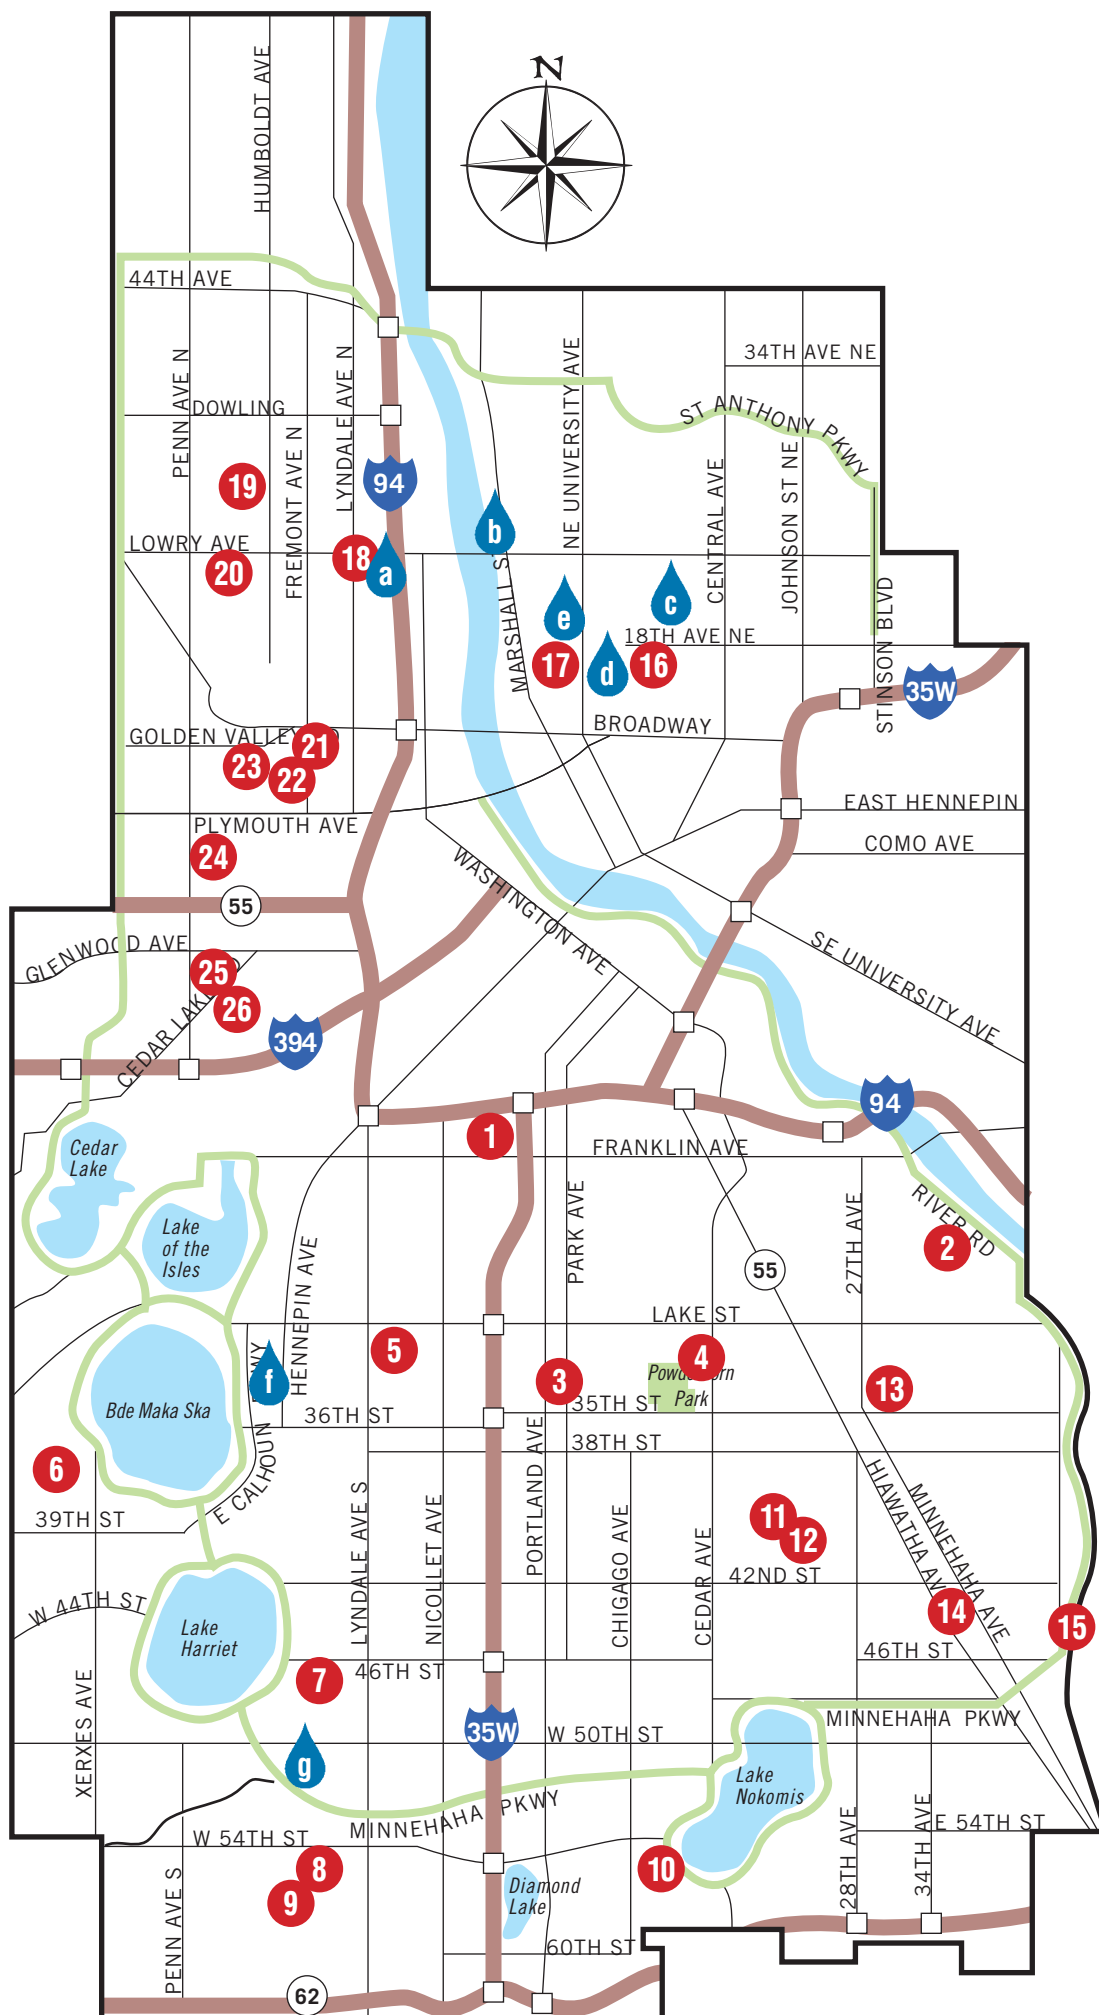 N
HUMBOLDT AVE
44TH AVE
34TH AVE NE
ST ANTHONY PKWY
PENN AVE N
DOWLING
LYNDALE AVE N
FREMONT AVE N
NE UNIVERSITY AVE
CENTRAL AVE
JOHNSON ST NE
19
94
b
LOWRY AVE
18
a
20
MARSHALL S
e
c
STINSON BLVD
18TH AVE NE
17
d
16
35W
BROADWAY
GOLDEN VALLEY
21
23
22
EAST HENNEPIN
PLYMOUTH AVE
COMO AVE
24
WASHINGTON AVE
55
GLENWOOD AVE
SE UNIVERSITY AVE
25
26
CEDAR LAK
394
94
1
FRANKLIN AVE
Cedar
Lake
Lake
of the
Isles
PARK AVE
27TH AVE
RIVER RD
2
55
HENNEPIN AVE
LAKE ST
5
f
3
4
Park
13
Bde Maka Ska
36TH ST
35TH ST
38TH ST
6
E CALHOUN
39TH ST
HIAWATHA AV
MINNEHAHA AVE
LYNDALE AVE S
NICOLLET AVE
PORTLAND AVE
CHIGAGO AVE
CEDAR AVE
11
12
42ND ST
W 44TH ST
Lake
Harriet
14
15
7
46TH ST
46TH ST
XERXES AVE
35W
W 50TH ST
MINNEHAHA PKWY
g
Lake
Nokomis
MINNEHAHA PKWY
W 54TH ST
28TH AVE
34TH AVE
E 54TH ST
8
9
10
Diamond
Lake
PENN AVE S
60TH ST
62